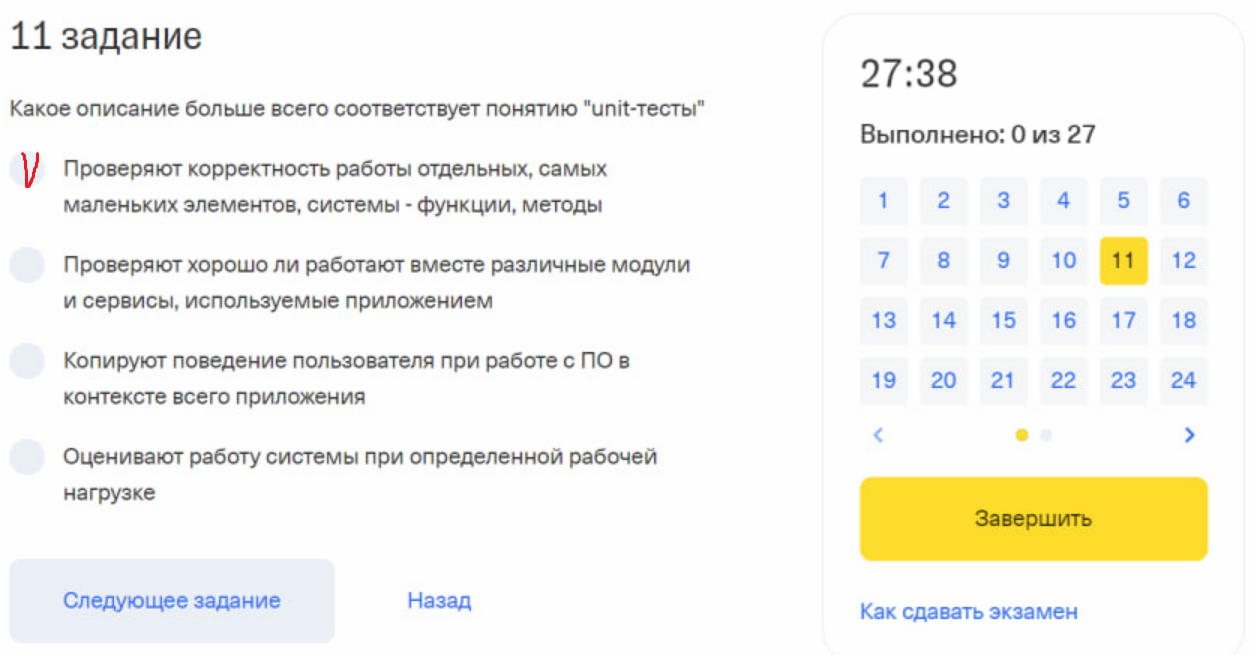 11 задание
Какое описание больше всего соответствует понятию "unit-тесты"
Проверяют корректность работы отдельных, самых
маленьких элементов, системы - функции, методы
Проверяют хорошо ли работают вместе различные модули
и сервисы, используемые приложением
Копируют поведение пользователя при работе с ПО в
контексте всего приложения
Оценивают работу системы при определенной рабочей
нагрузке
Следующее задание
Назад
27:38
Выполнено: 0 из 27
1 2 3 4 5 6
7 8 9 10 11 12
13 14 15 16 17 18
19 20 21 22 23 24
Завершить
Как сдавать экзамен